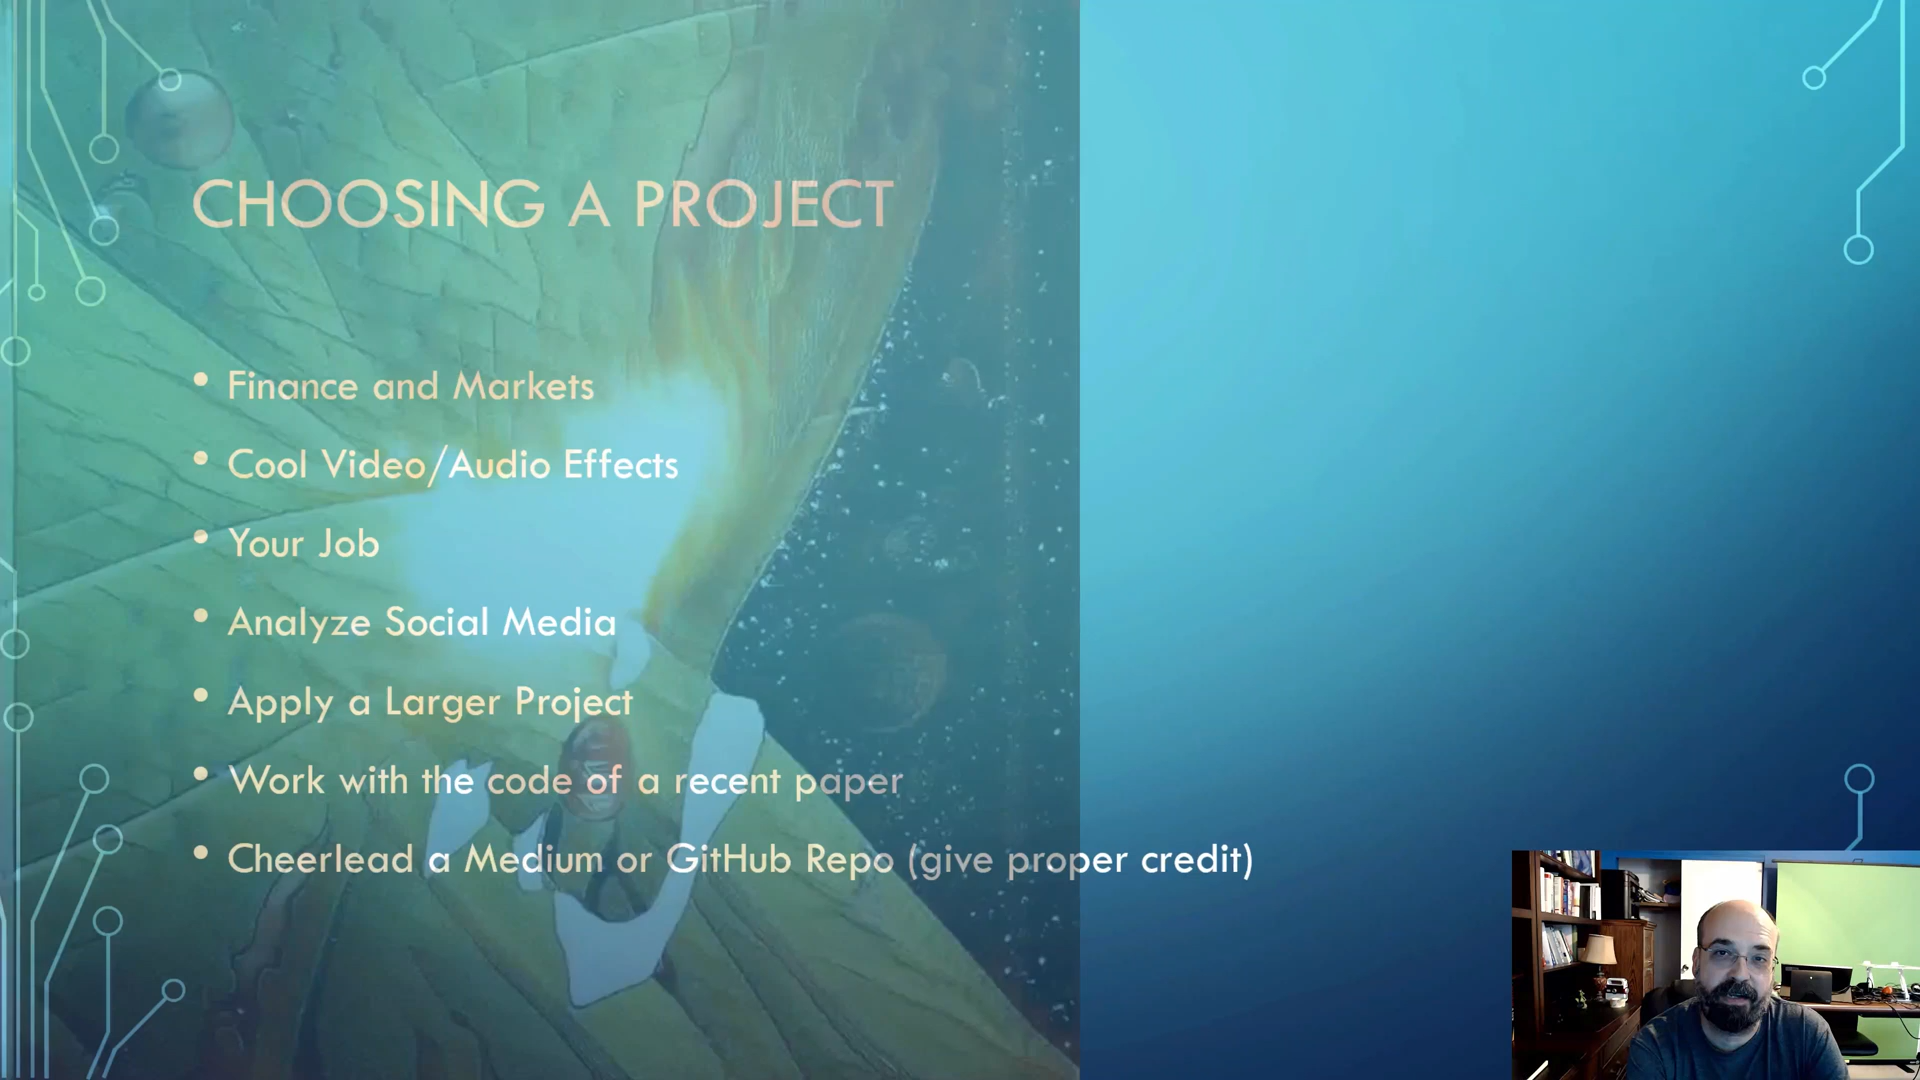 CHOOSING A PROJECT
• Finance and Markets
• Cool Video/Audio Effects
• Your Job
• Analyze Social Media
• Apply a Larger Project
• Work with the code of a recent paper
• Cheerlead a Medium or GitHub Repo (give proper credit)